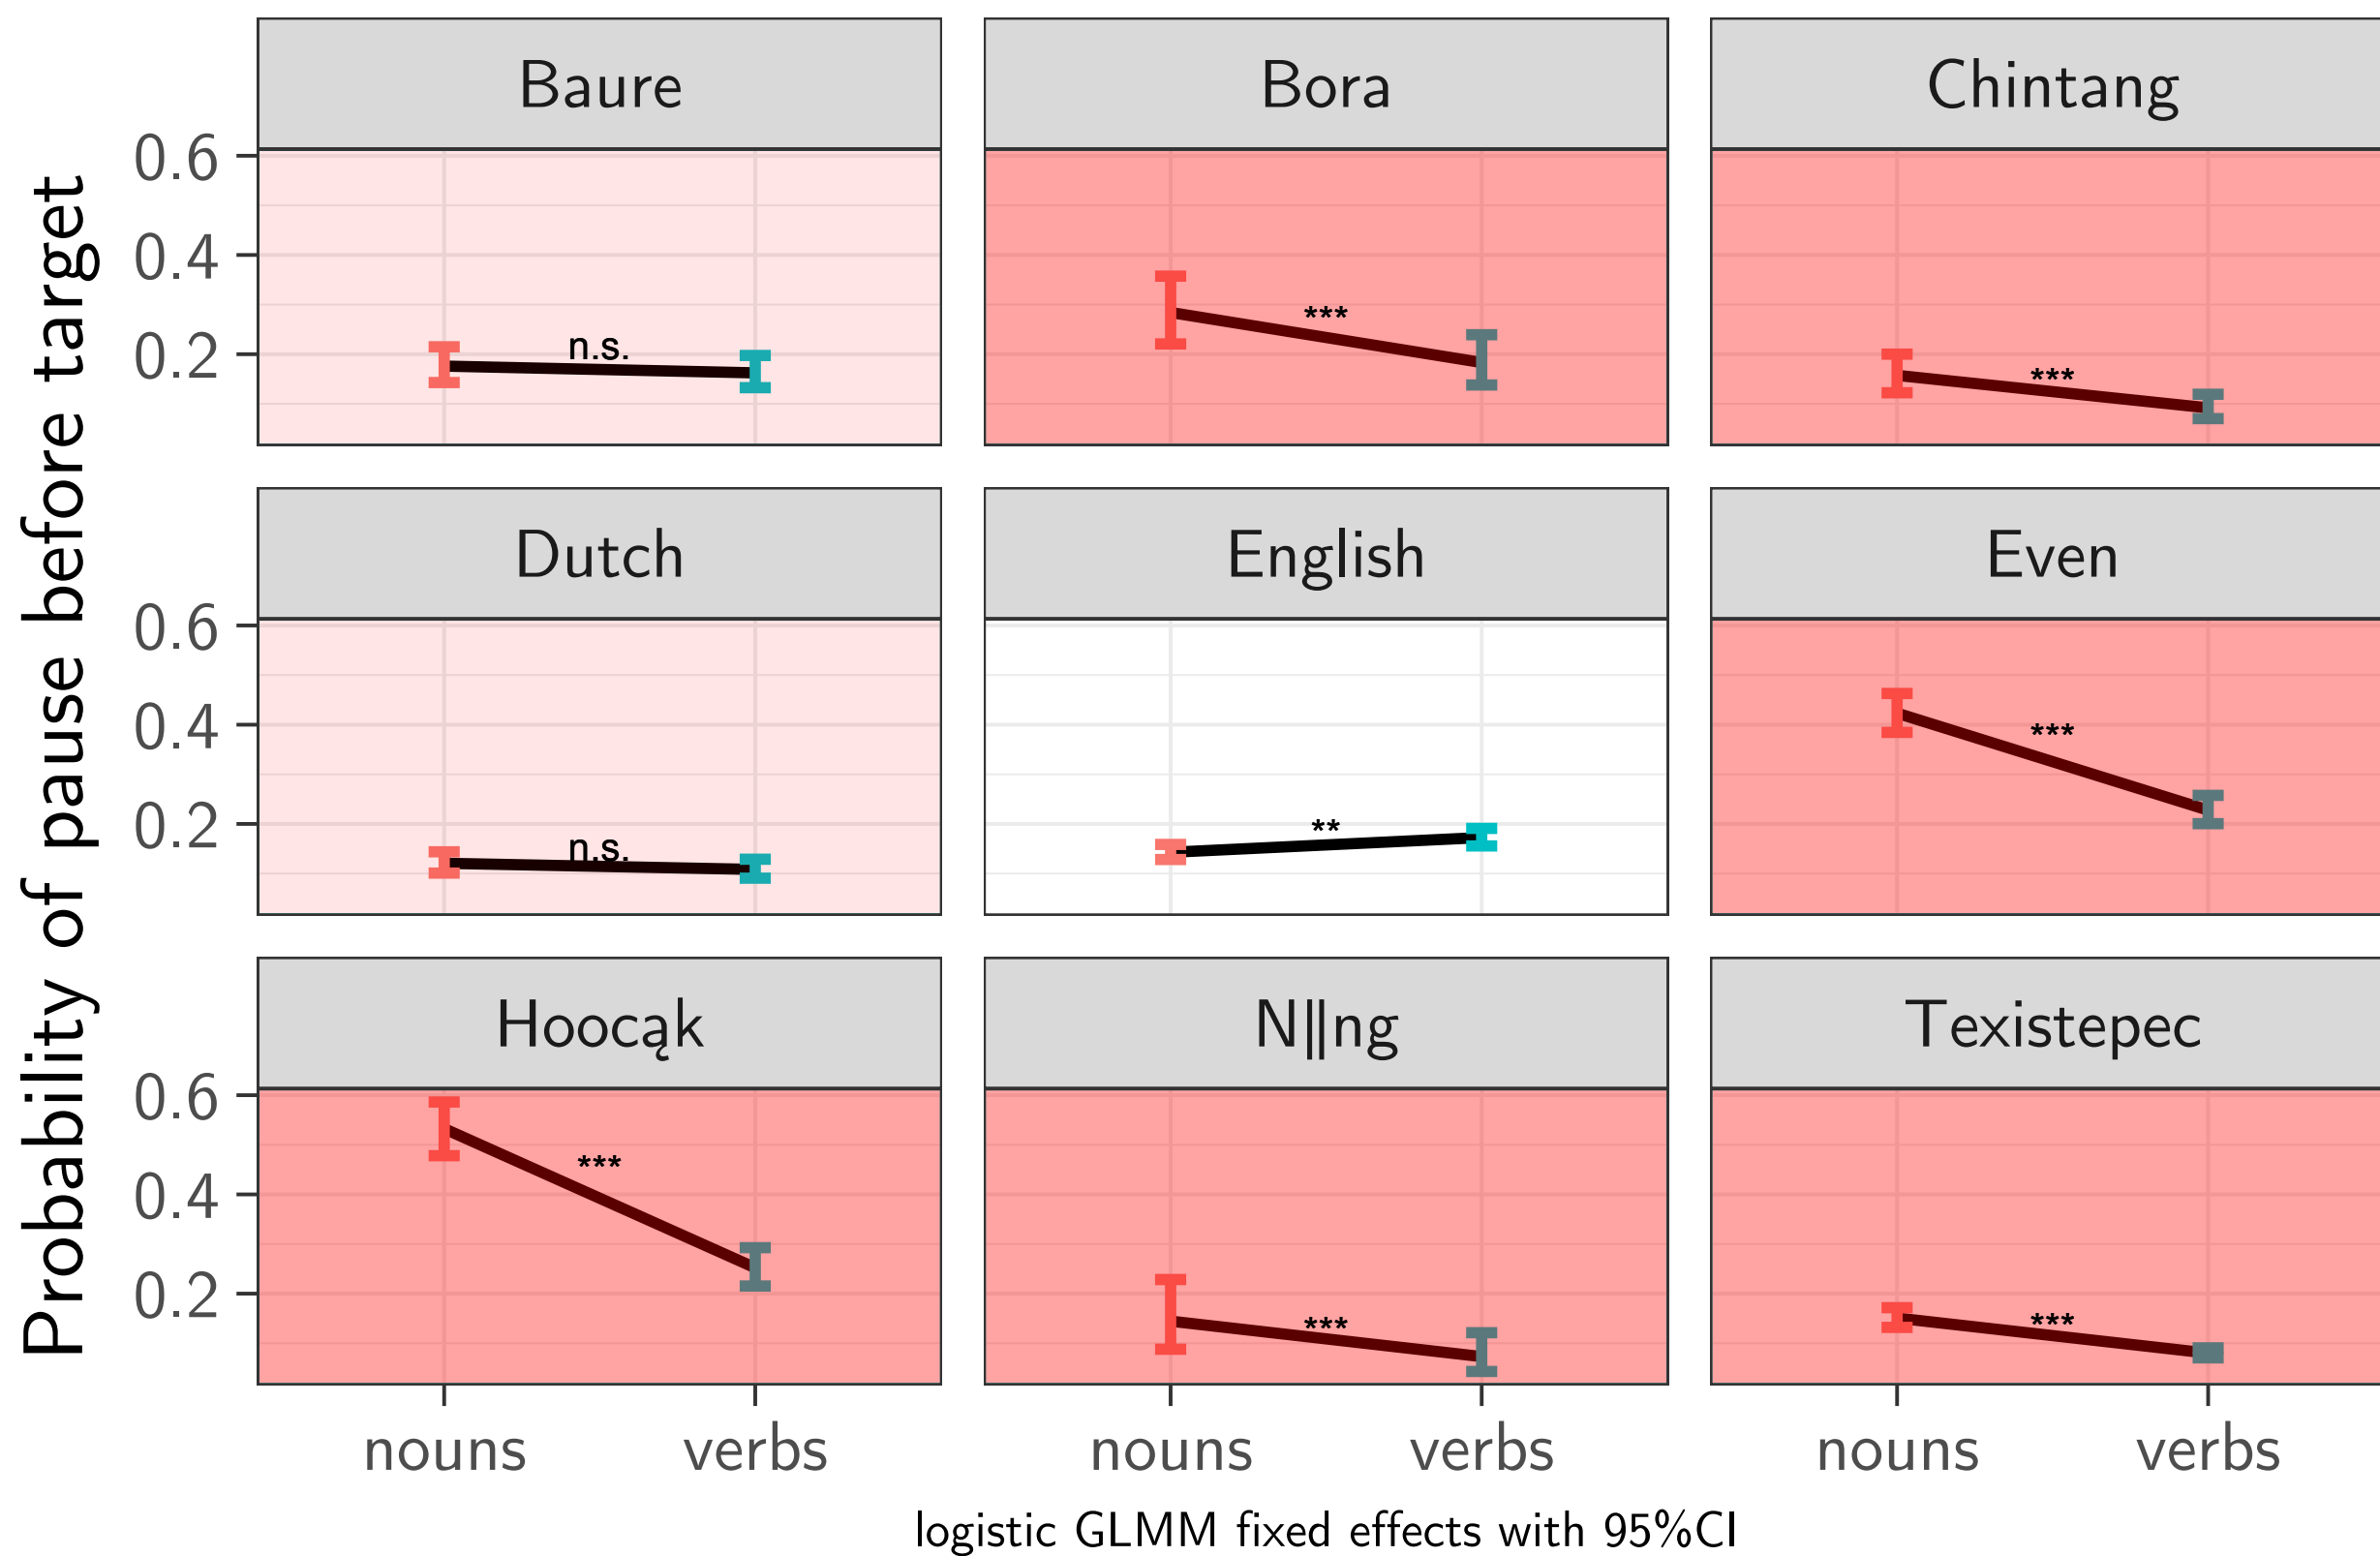 Probability of pause before target
Baure
Bora
Chintang
0.6
0.4
0.2
n.s.
***
***
Dutch
English
Even
0.6
0.4
0.2
n.s.
**
***
Hoocąk
N||ng
Texistepec
0.6
0.4
0.2
***
***
***
nouns verbs
nouns verbs
nouns verbs
logistic GLMM fixed effects with 95%CI